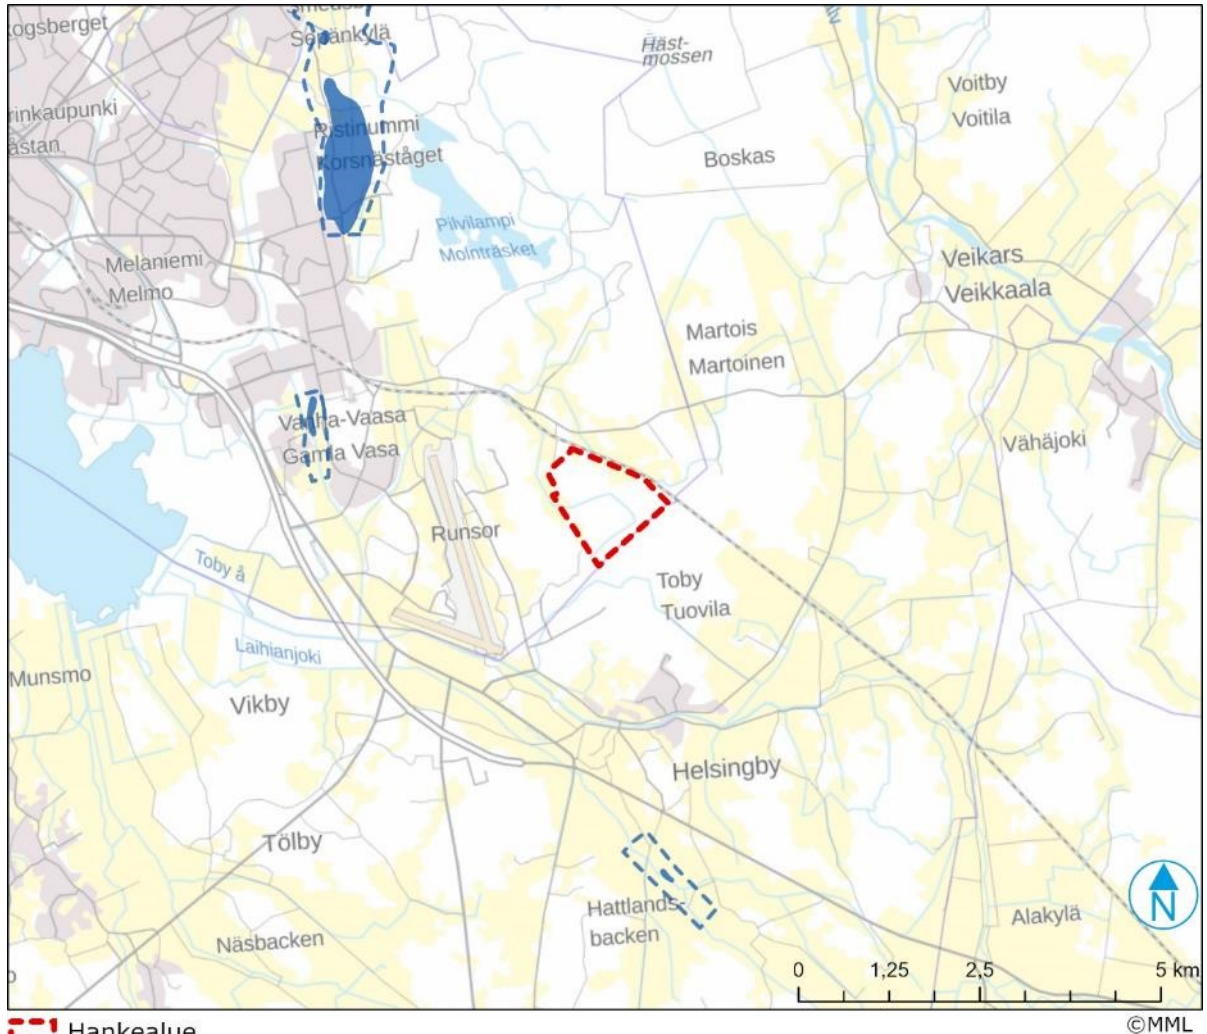 Sepänkylä
Häst-
mossen
Voitby
Voitila
Ristinummi
Korsnäståget
Boskas
Pilvilampi
Molnträsket
Veikars
Veikkaala
Melaniemi
Melmo
Martois
Martoinen
Vanha-Vaasa
Gamla Vasa
Vähäjoki
Runsor
Toby å
Toby
Tuovila
Laihianjoki
Munsmo
Vikby
Helsingby
Tölby
Hattlands-
backen
Alakylä
Näsbacken
N
0 1,25 2,5 5 km
Hankealue
©MML